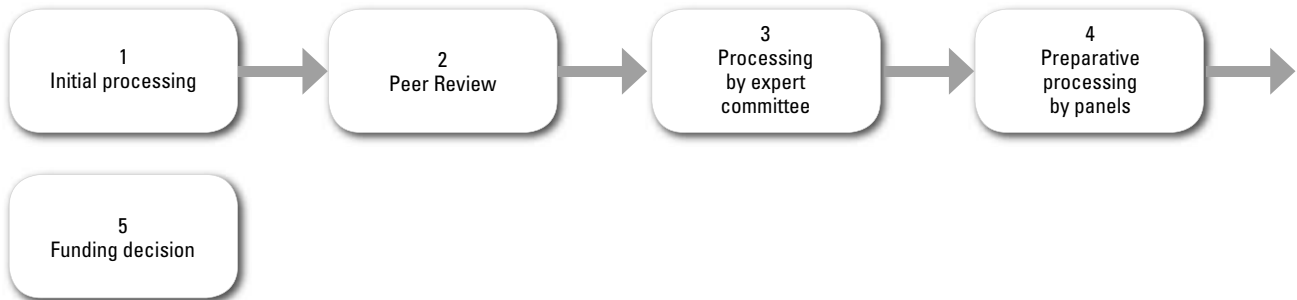 1
Initial processing
2
Peer Review
3
Processing
by expert
committee
4
Preparative
processing
by panels
5
Funding decision